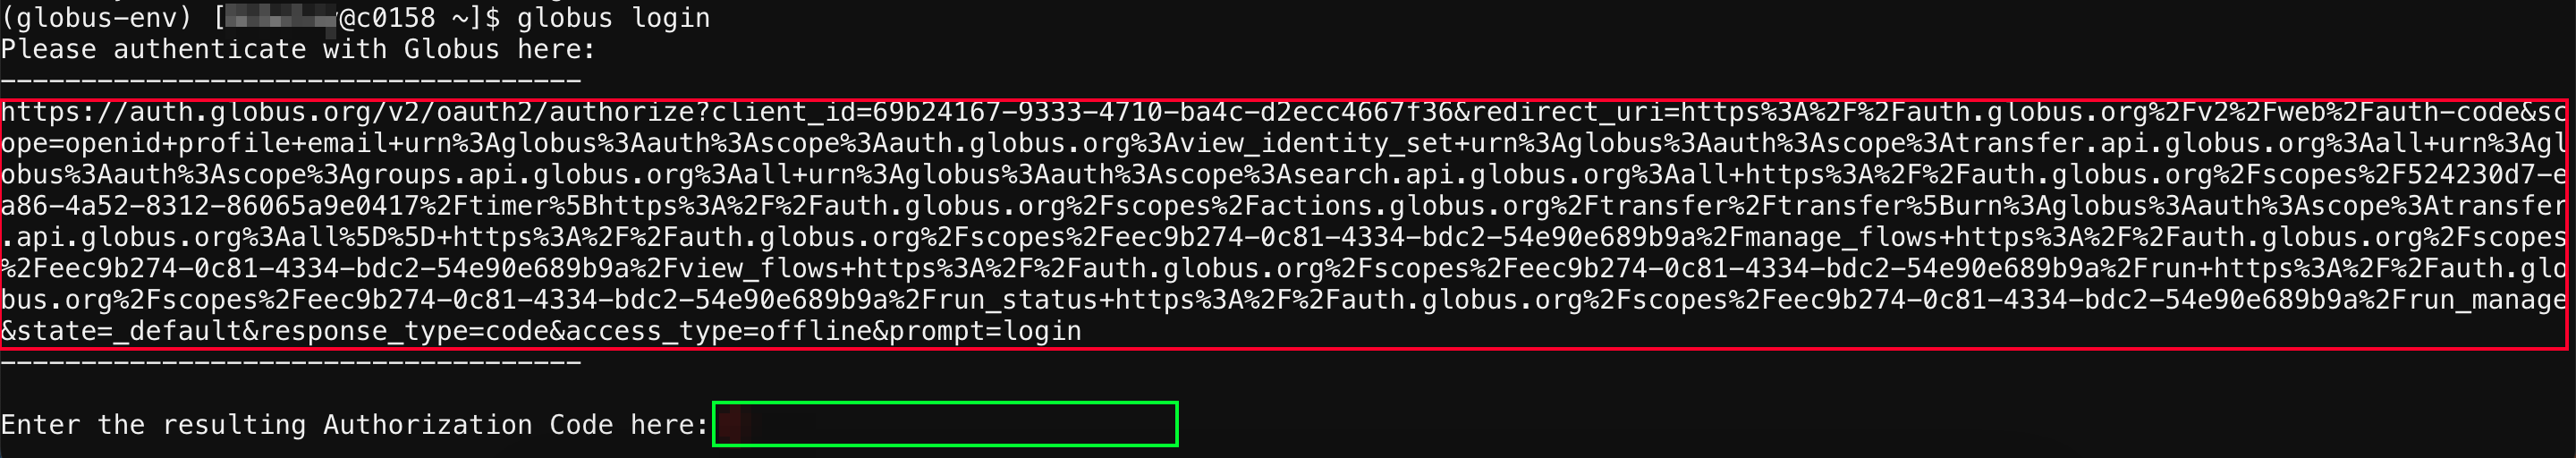 (globus-env) [@c0158 ~]$ globus login
Please authenticate with Globus here:
------------------------------------
https://auth.globus.org/v2/oauth2/authorize?client_id=69b24167-9333-4710-ba4c-d2ecc4667f36&redirect_uri=https%3A%2F%2Fauth.globus.org%2Fv2%2Fweb%2Fauth-code&sc
ope=openid+profile+email+urn%3Aglobus%3Aauth%3Ascope%3Aauth.globus.org%3Aview_identity_set+urn%3Aglobus%3Aauth%3Ascope%3Atransfer.api.globus.org%3Aall+urn%3Agl
obus%3Aauth%3Ascope%3Agroups.api.globus.org%3Aall+urn%3Aglobus%3Aauth%3Ascope%3Asearch.api.globus.org%3Aall+https%3A%2F%2Fauth.globus.org%2Fscopes%2F524230d7-e
a86-4a52-8312-86065a9e0417%2Ftimer%5Bhttps%3A%2F%2Fauth.globus.org%2Fscopes%2Factions.globus.org%2Ftransfer%2Ftransfer%5Burn%3Aglobus%3Aauth%3Ascope%3Atransfer
.api.globus.org%3Aall%5D%5D+https%3A%2F%2Fauth.globus.org%2Fscopes%2Feec9b274-0c81-4334-bdc2-54e90e689b9a%2Fmanage_flows+https%3A%2F%2Fauth.globus.org%2Fscopes
%2Feec9b274-0c81-4334-bdc2-54e90e689b9a%2Fview_flows+https%3A%2F%2Fauth.globus.org%2Fscopes%2Feec9b274-0c81-4334-bdc2-54e90e689b9a%2Frun+https%3A%2F%2Fauth.glo
bus.org%2Fscopes%2Feec9b274-0c81-4334-bdc2-54e90e689b9a%2Frun_status+https%3A%2F%2Fauth.globus.org%2Fscopes%2Feec9b274-0c81-4334-bdc2-54e90e689b9a%2Frun_manage
&state=_default&response_type=code&access_type=offline&prompt=login
------------------------------------
Enter the resulting Authorization Code here: